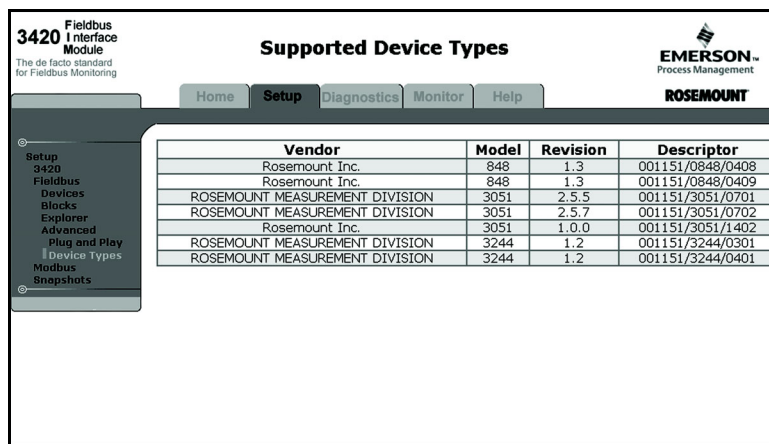 3420 Fieldbus Interface Module
The de facto standard
for Fieldbus Monitoring
Supported Device Types
EMERSON™
Process Management
Home Setup Diagnostics Monitor Help
ROSEMOUNT
Setup
3420
Fieldbus
Devices
Blocks
Explorer
Advanced
Plug and Play
Device Types
Modbus
Snapshots
Vendor Model Revision Descriptor
Rosemount Inc. 848 1.3 001151/0848/0408
Rosemount Inc. 848 1.3 001151/0848/0409
ROSEMOUNT MEASUREMENT DIVISION 3051 2.5.5 001151/3051/0701
ROSEMOUNT MEASUREMENT DIVISION 3051 2.5.7 001151/3051/0702
Rosemount Inc. 3051 1.0.0 001151/3051/1402
ROSEMOUNT MEASUREMENT DIVISION 3244 1.2 001151/3244/0301
ROSEMOUNT MEASUREMENT DIVISION 3244 1.2 001151/3244/0401